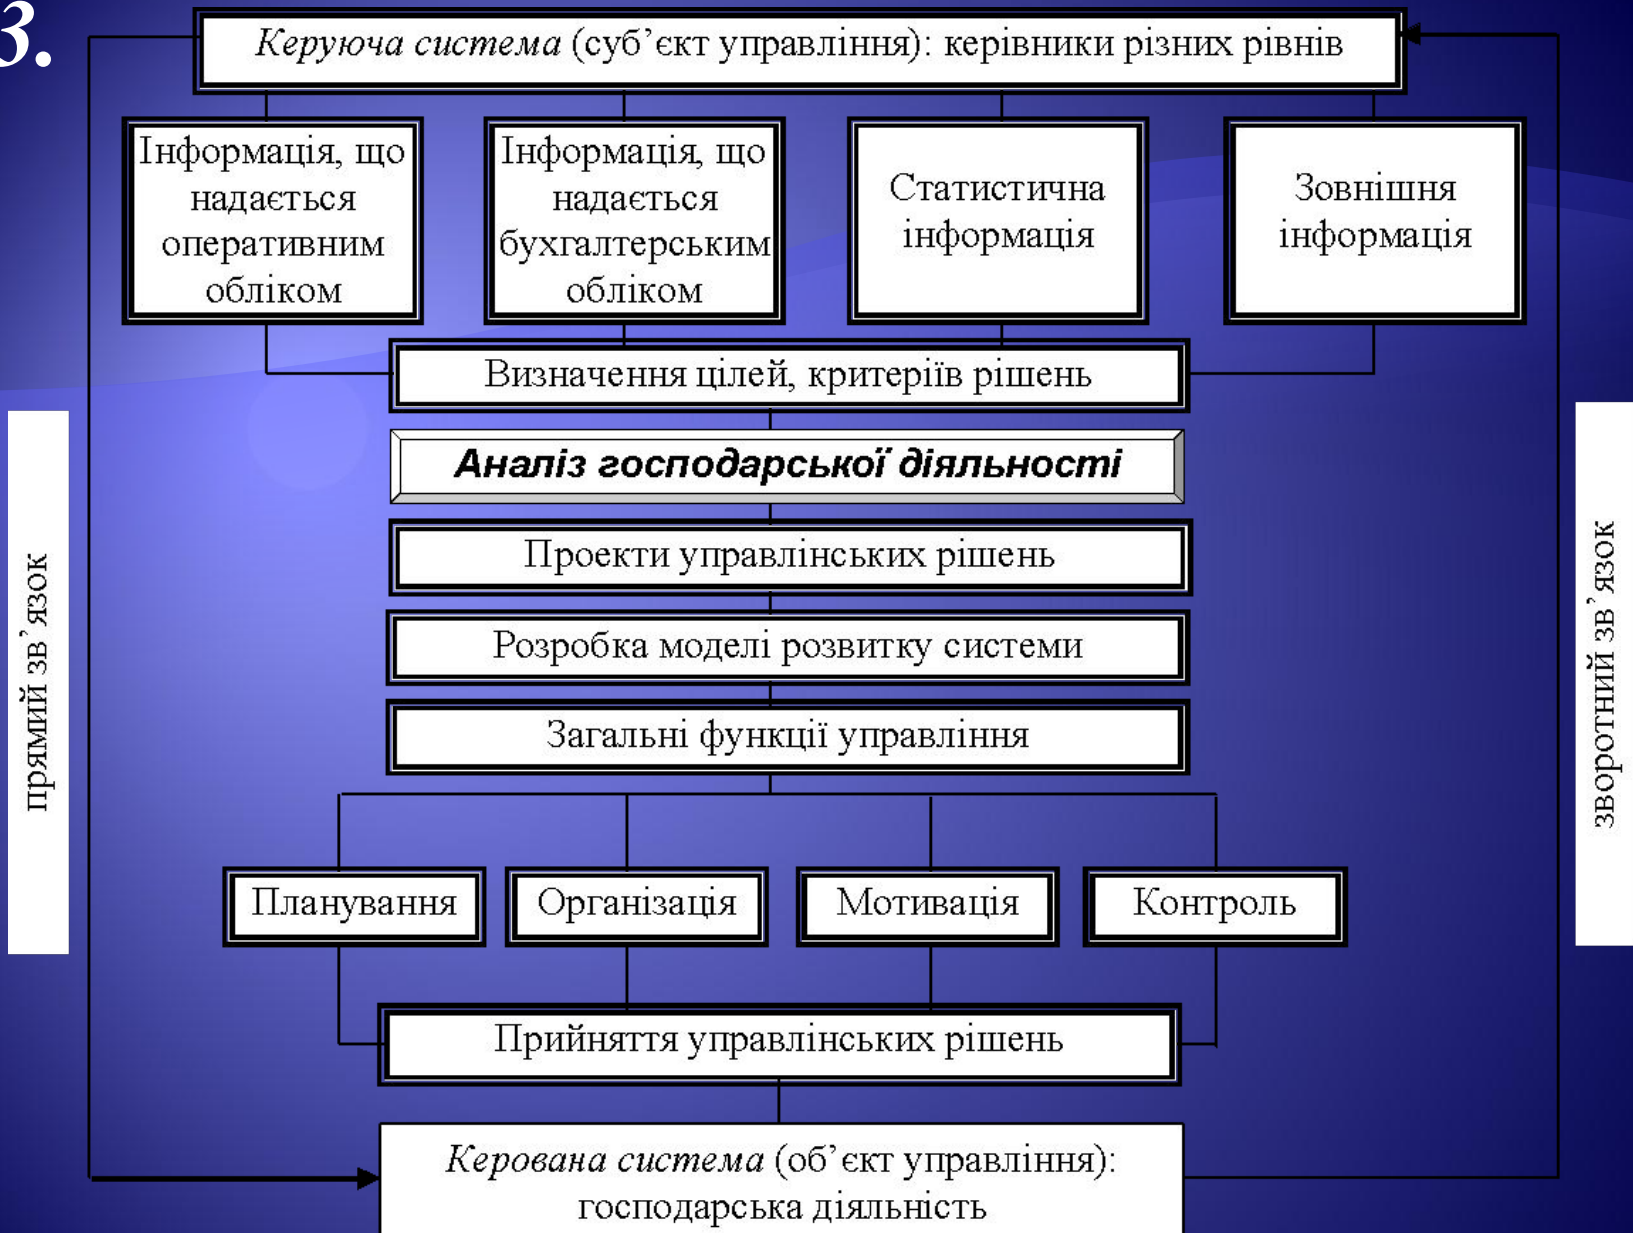 3.
Керуюча система (суб’єкт управління): керівники різних рівнів
Інформація, що
надається
оперативним
обліком
Інформація, що
надається
бухгалтерським
обліком
Статистична
інформація
Зовнішня
інформація
Визначення цілей, критеріїв рішень
Аналіз господарської діяльності
Проекти управлінських рішень
Розробка моделі розвитку системи
Загальні функції управління
Планування
Організація
Мотивація
Контроль
Прийняття управлінських рішень
Керована система (об’єкт управління):
господарська діяльність
прямий зв’язок
зворотний зв’язок